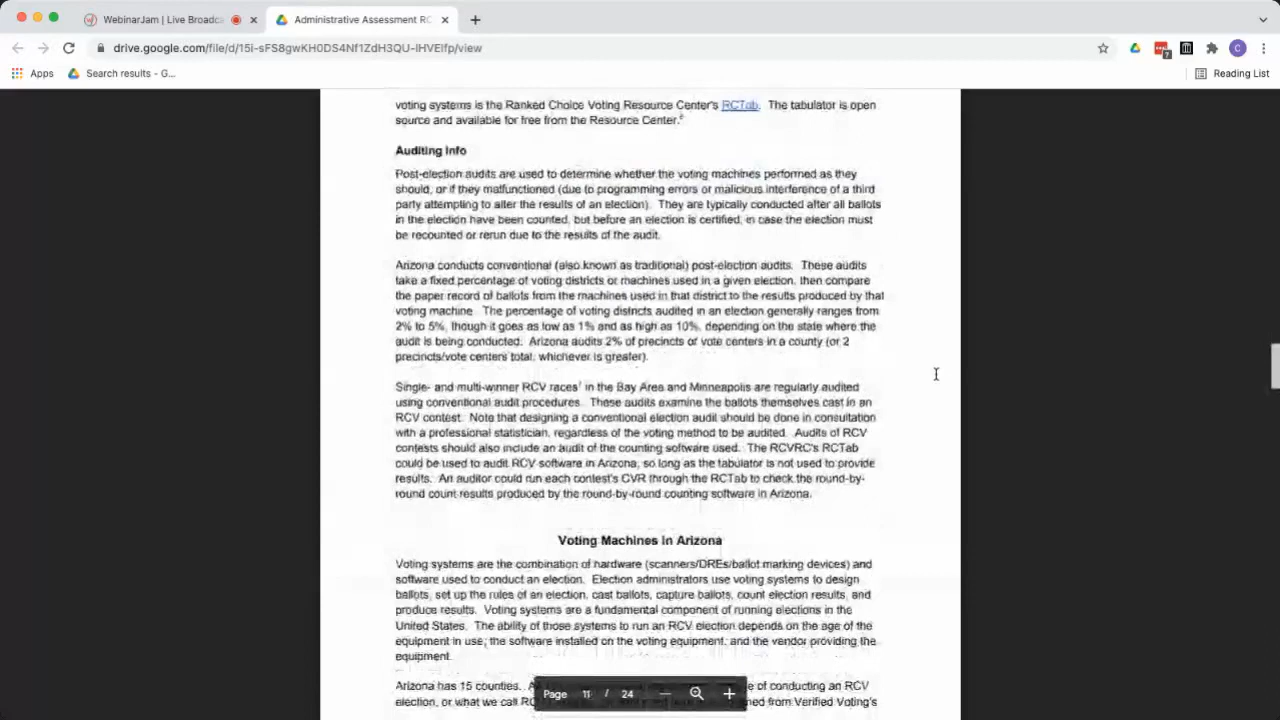 WebinarJam | Live Broadca
Administrative Assessment RC
drive.google.com/file/d/15I-sFS8gwKH0DS4Nf1ZdH3QU-IHVEIfp/view
7
C
Apps
Search results - G...
Reading List
voting systems is the Ranked Choice Voting Resource Center's RCTab. The tabulator is open
source and available for free from the Resource Center.
Auditing Info
Post-election audits are used to determine whether the voting machines performed as they
should, or if they malfunctioned (due to programming errors or malicious interference of a third
party attempting to alter the results of an election). They are typically conducted after all ballots
in the election have been counted, but before an election is certified, in case the election must
be recounted or rerun due to the results of the audit.
Arizona conducts conventional (also known as traditional) post-election audits. These audits
take a fixed percentage of voting districts or machines used in a given election, then compare
the paper record of ballots from the machines used in that district to the results produced by that
voting machine. The percentage of voting districts audited in an election generally ranges from
2% to 5%, though it goes as low as 1% and as high as 10%, depending on the state where the
audit is being conducted. Arizona audits 2% of precincts or vote centers in a county (or 2
precincts/vote centers total, whichever is greater).
Single- and multi-winner RCV races⁷ in the Bay Area and Minneapolis are regularly audited
using conventional audit procedures. These audits examine the ballots themselves cast in an
RCV contest. Note that designing a conventional election audit should be done in consultation
with a professional statistician, regardless of the voting method to be audited. Audits of RCV
contests should also include an audit of the counting software used. The RCVRC's RCTab
could be used to audit RCV software in Arizona, so long as the tabulator is not used to provide
results. An auditor could run each contest's CVR through the RCTab to check the round-by-
round count results produced by the round-by-round counting software in Arizona.
Voting Machines in Arizona
Voting systems are the combination of hardware (scanners/DREs/ballot marking devices) and
software used to conduct an election. Election administrators use voting systems to design
ballots, set up the rules of an election, cast ballots, capture ballots, count election results, and
produce results. Voting systems are a fundamental component of running elections in the
United States. The ability of those systems to run an RCV election depends on the age of the
equipment in use, the software installed on the voting equipment, and the vendor providing the
equipment.
Arizona has 15 counties. of conducting an RCV
election, or what we call from Verified Voting's
Page 11 / 24